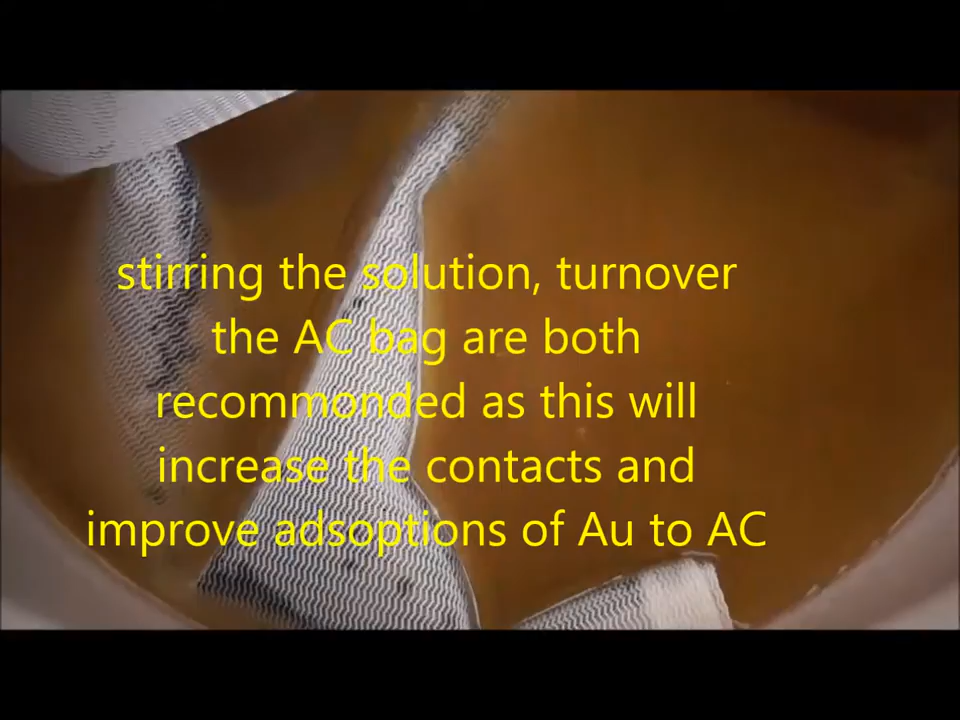 stirring the solution, turnover
the AC bag are both
recommonded as this will
increase the contacts and
improve adsoptions of Au to AC